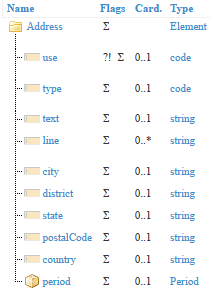 Name Flags Card. Type
Address Σ Element
use ?! Σ 0..1 code
type Σ 0..1 code
text Σ 0..1 string
line Σ 0..* string
city Σ 0..1 string
district Σ 0..1 string
state Σ 0..1 string
postalCode Σ 0..1 string
country Σ 0..1 string
period Σ 0..1 Period